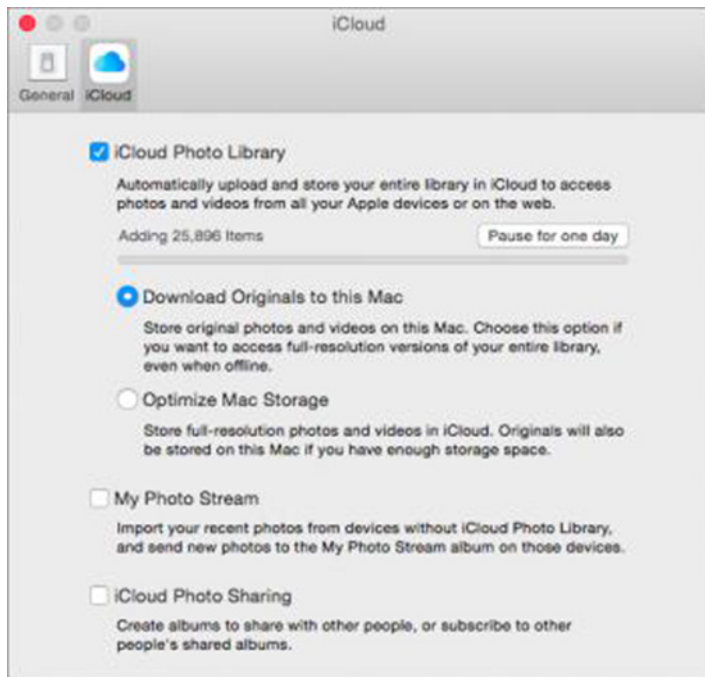 iCloud
General iCloud
iCloud Photo Library
Automatically upload and store your entire library in iCloud to access
photos and videos from all your Apple devices or on the web.
Adding 25,896 Items Pause for one day
Download Originals to this Mac
Store original photos and videos on this Mac. Choose this option if
you want to access full-resolution versions of your entire library,
even when offline.
Optimize Mac Storage
Store full-resolution photos and videos in iCloud. Originals will also
be stored on this Mac if you have enough storage space.
My Photo Stream
Import your recent photos from devices without iCloud Photo Library,
and send new photos to the My Photo Stream album on those devices.
iCloud Photo Sharing
Create albums to share with other people, or subscribe to other
people's shared albums.